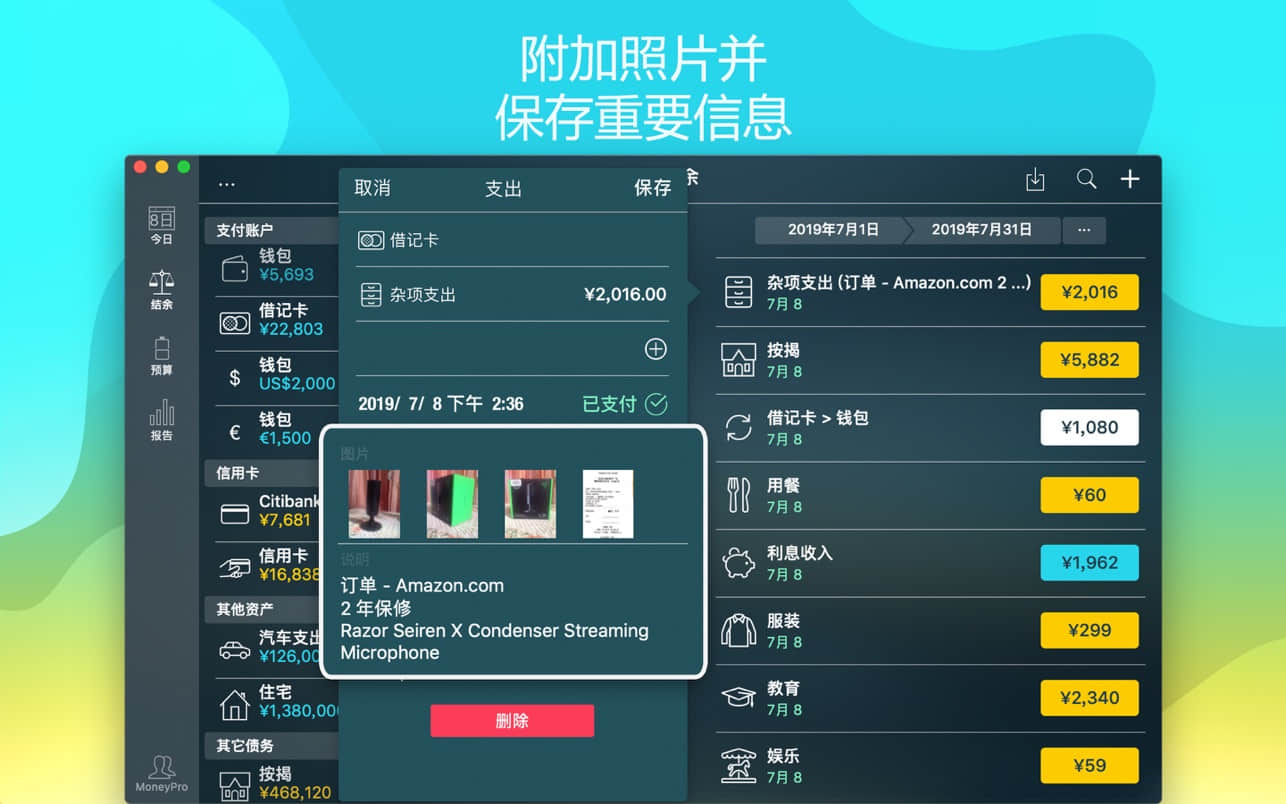 附加照片并
保存重要信息
8日
今日
结余
预算
报告
MoneyPro
...
支付账户
钱包
¥5,693
借记卡
¥22,803
$
钱包
US$2,000
€
钱包
€1,500
信用卡
Citibank
¥7,681
信用卡
¥16,838
其他资产
汽车支出
¥126,00
住宅
¥1,380,000
其它债务
按揭
¥468,120
取消
支出
保存
借记卡
杂项支出
¥2,016.00
2019/ 7/ 8 下午 2:36
已支付
图片
说明
订单 - Amazon.com
2 年保修
Razor Seiren X Condenser Streaming
Microphone
删除
余
2019年7月1日
2019年7月31日
...
杂项支出 (订单 - Amazon.com 2 ...)
7月 8
¥2,016
按揭
7月 8
¥5,882
借记卡 > 钱包
7月 8
¥1,080
用餐
7月 8
¥60
利息收入
7月 8
¥1,962
服装
7月 8
¥299
教育
7月 8
¥2,340
娱乐
7月 8
¥59